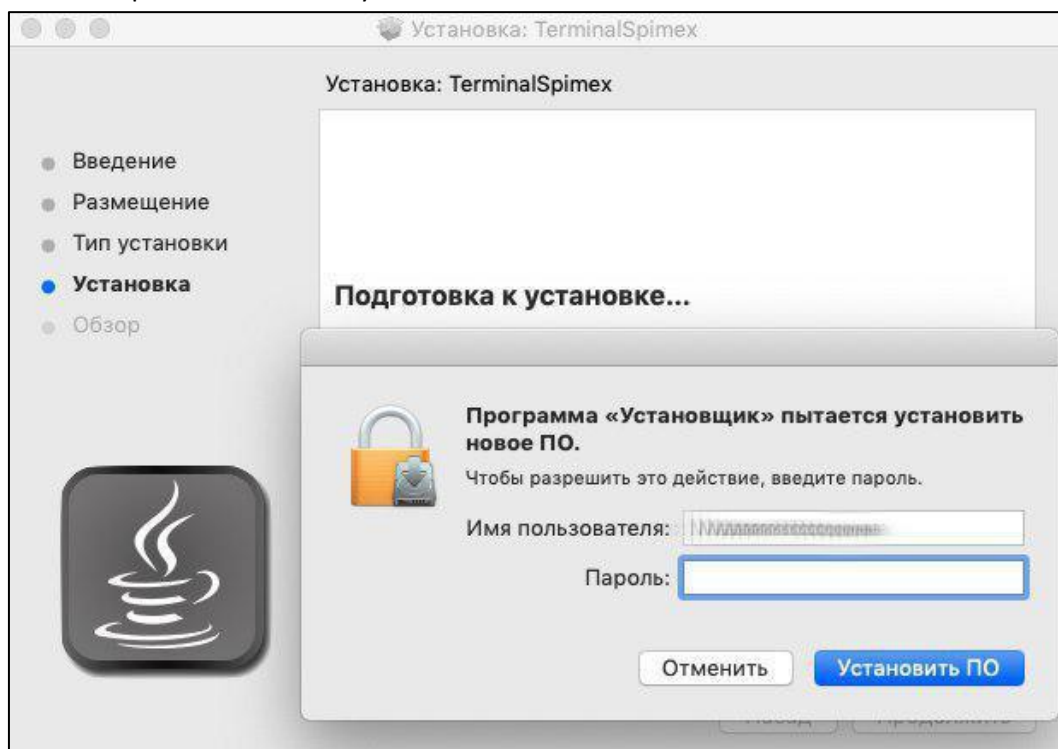 Установка: TerminalSpimex
Установка: TerminalSpimex
Введение
Размещение
Тип установки
Установка
Обзор
Подготовка к установке...
Программа «Установщик» пытается установить
новое ПО.
Чтобы разрешить это действие, введите пароль.
Имя пользователя:
Пароль:
Отменить
Установить ПО